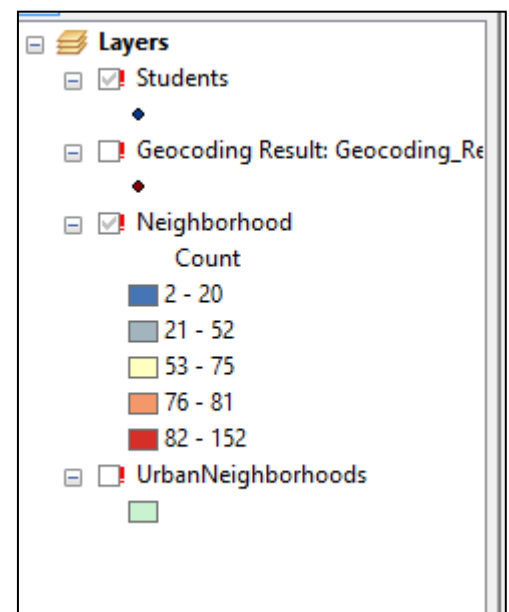 Layers
Students
Geocoding Result: Geocoding_Re
Neighborhood
Count
2 - 20
21 - 52
53 - 75
76 - 81
82 - 152
UrbanNeighborhoods